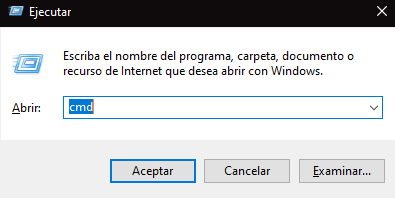 Ejecutar
Escriba el nombre del programa, carpeta, documento o
recurso de Internet que desea abrir con Windows.
Abrir: cmd
Aceptar Cancelar Examinar...